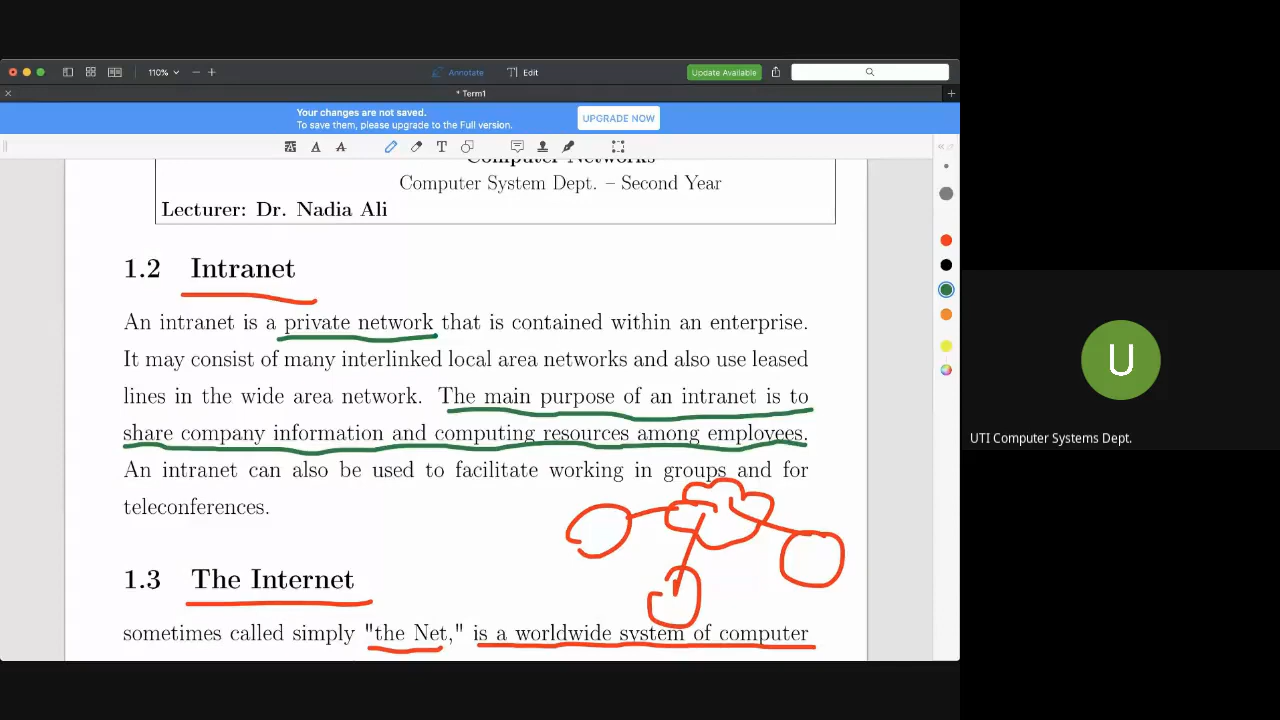 110%
Annotate
Edit
Update Available
* Term1
Your changes are not saved.
To save them, please upgrade to the Full version.
UPGRADE NOW
Computer Networks
Computer System Dept. – Second Year
Lecturer: Dr. Nadia Ali
1.2 Intranet
An intranet is a private network that is contained within an enterprise.
It may consist of many interlinked local area networks and also use leased
lines in the wide area network. The main purpose of an intranet is to
share company information and computing resources among employees.
An intranet can also be used to facilitate working in groups and for
teleconferences.
1.3 The Internet
sometimes called simply "the Net," is a worldwide system of computer
U
UTI Computer Systems Dept.